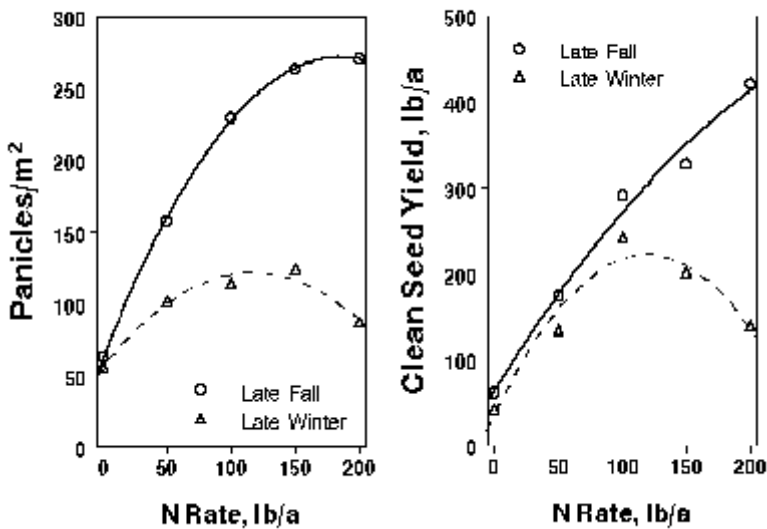 Panicles/m²
300
250
200
150
100
50
0
Late Fall
Late Winter
0 50 100 150 200
N Rate, lb/a
Clean Seed Yield, lb/a
500
400
300
200
100
0
Late Fall
Late Winter
0 50 100 150 200
N Rate, lb/a